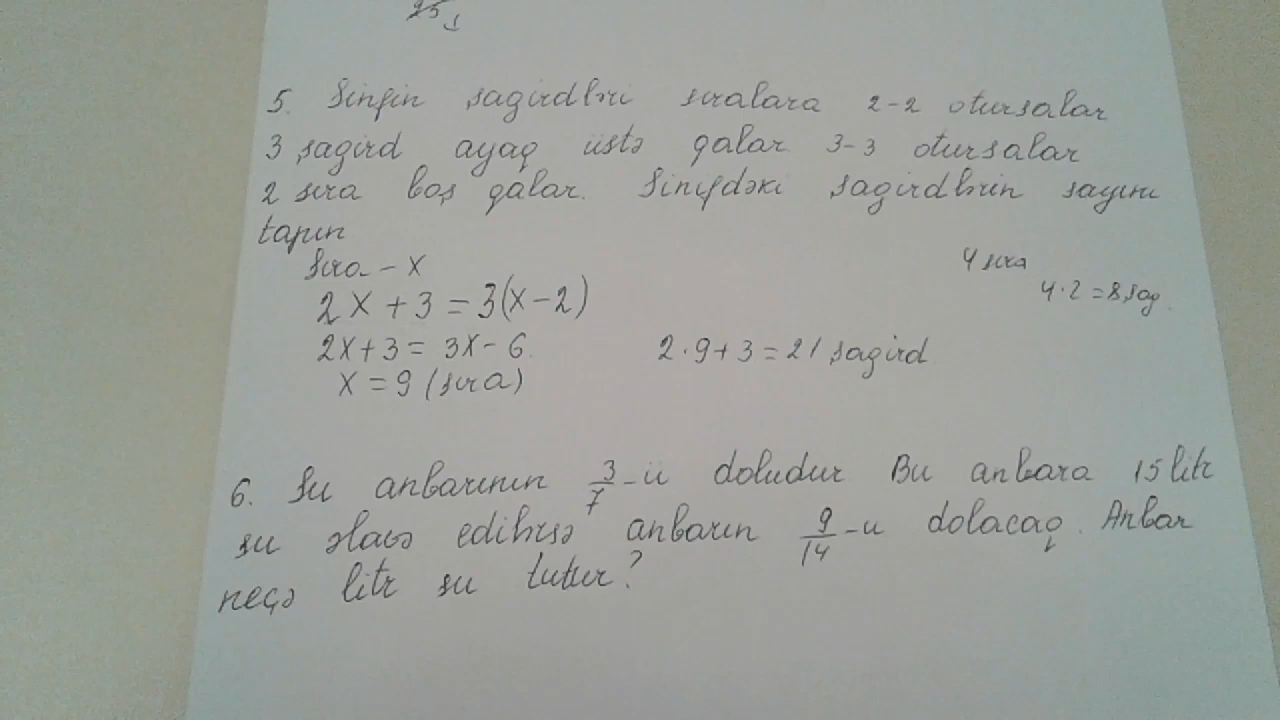 25
5. Sinfin şagirdləri sıralara 2-2 otursalar
3 şagird ayaq üstə qalar 3-3 otursalar
2 sıra boş qalar. Sinifdəki şagirdlərin sayını
tapın
Sıra - X
4 sıra
2X + 3 = 3(X-2)
4·2 = 8 şag.
2X+3 = 3X-6
2·9+3 = 21 şagird
X = 9 (sıra)
6. Su anbarının 3/7-ü doludur Bu anbara 15 litr
su əlavə edilərsə anbarın 9/14-u dolacaq. Anbar
neçə litr su tutur?